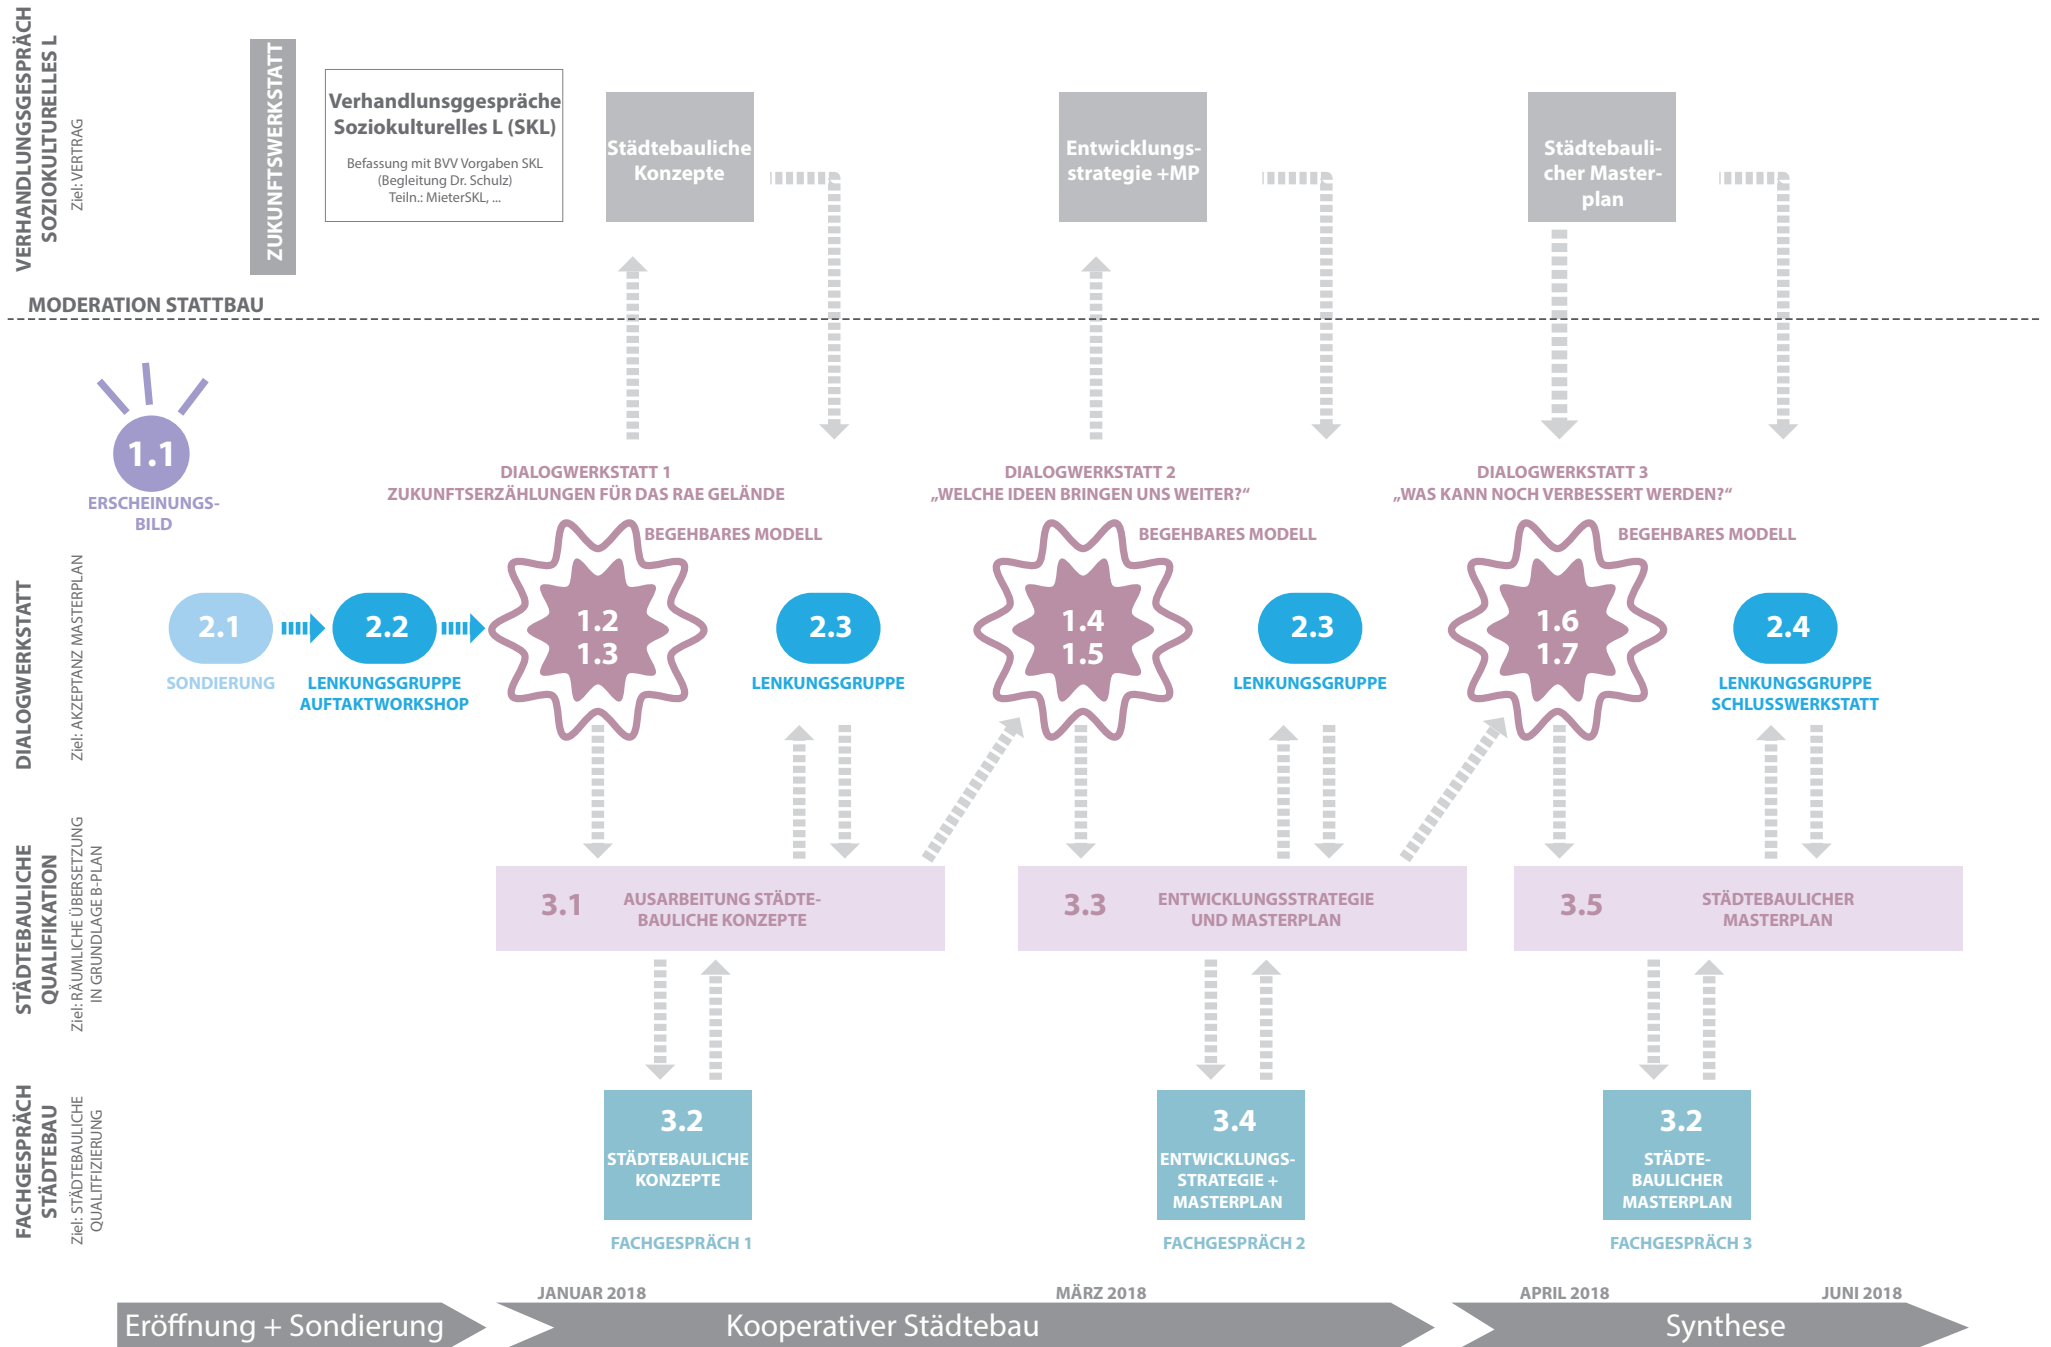 VERHANDLUNGSGESPRÄCH
SOZIOKULTURELLES L
Ziel: VERTRAG
ZUKUNFTSWERKSTATT
Verhandlunsggespräche
Soziokulturelles L (SKL)
Befassung mit BVV Vorgaben SKL
(Begleitung Dr. Schulz)
Teiln.: MieterSKL, ...
Städtebauliche
Konzepte
Entwicklungs-
strategie +MP
Städtebauli-
cher Master-
plan
MODERATION STATTBAU
1.1
ERSCHEINUNGS-
BILD
DIALOGWERKSTATT 1
ZUKUNFTSERZÄHLUNGEN FÜR DAS RAE GELÄNDE
DIALOGWERKSTATT 2
„WELCHE IDEEN BRINGEN UNS WEITER?“
DIALOGWERKSTATT 3
„WAS KANN NOCH VERBESSERT WERDEN?“
BEGEHBARES MODELL
BEGEHBARES MODELL
BEGEHBARES MODELL
DIALOGWERKSTATT
Ziel: AKZEPTANZ MASTERPLAN
2.1
SONDIERUNG
2.2
LENKUNGSGRUPPE
AUFTAKTWORKSHOP
1.2
1.3
2.3
LENKUNGSGRUPPE
1.4
1.5
2.3
LENKUNGSGRUPPE
1.6
1.7
2.4
LENKUNGSGRUPPE
SCHLUSSWERKSTATT
STÄDTEBAULICHE
QUALIFIKATION
Ziel: RÄUMLICHE ÜBERSETZUNG
IN GRUNDLAGE B-PLAN
3.1
AUSARBEITUNG STÄDTE-
BAULICHE KONZEPTE
3.3
ENTWICKLUNGSSTRATEGIE
UND MASTERPLAN
3.5
STÄDTEBAULICHER
MASTERPLAN
FACHGESPRÄCH
STÄDTEBAU
Ziel: STÄDTEBAULICHE
QUALITFIZIERUNG
3.2
STÄDTEBAULICHE
KONZEPTE
FACHGESPRÄCH 1
3.4
ENTWICKLUNGS-
STRATEGIE +
MASTERPLAN
FACHGESPRÄCH 2
3.2
STÄDTE-
BAULICHER
MASTERPLAN
FACHGESPRÄCH 3
JANUAR 2018
MÄRZ 2018
APRIL 2018
JUNI 2018
Eröffnung + Sondierung
Kooperativer Städtebau
Synthese